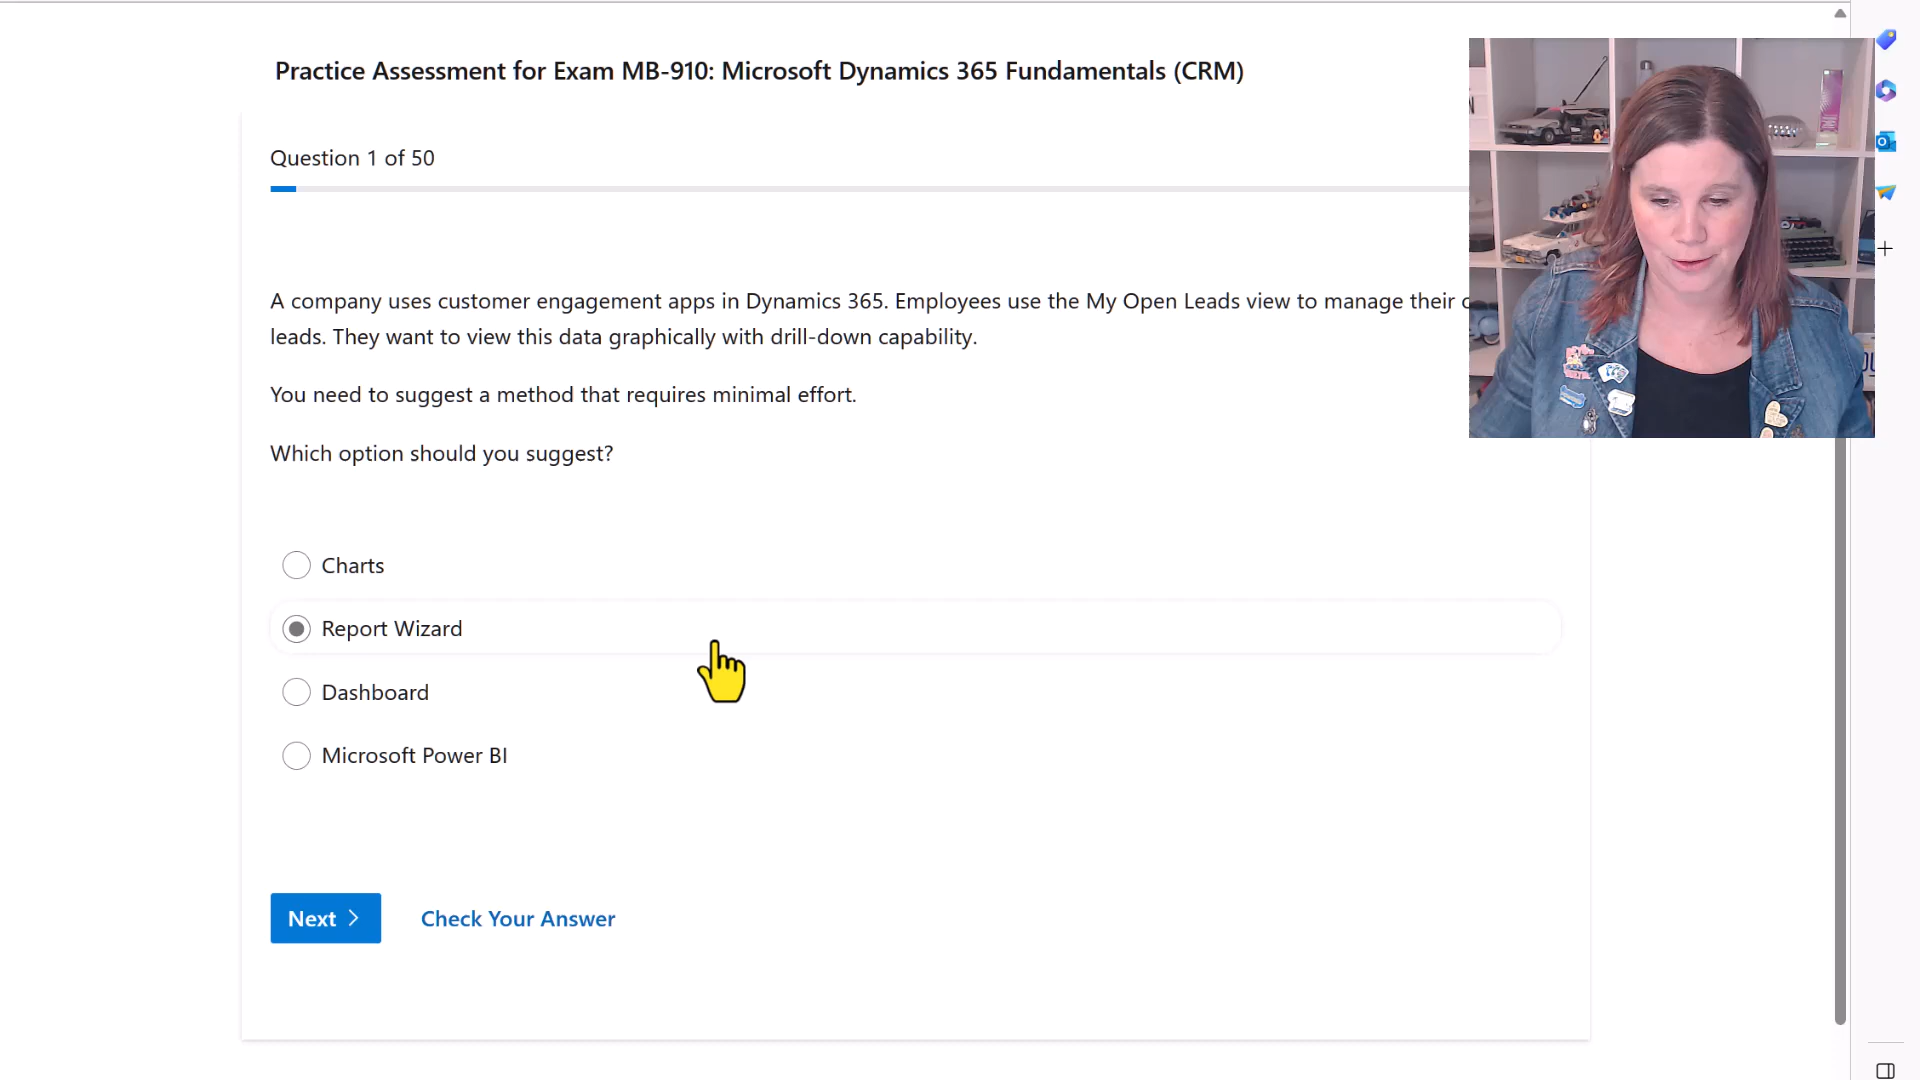 Practice Assessment for Exam MB-910: Microsoft Dynamics 365 Fundamentals (CRM)
Question 1 of 50
A company uses customer engagement apps in Dynamics 365. Employees use the My Open Leads view to manage their
leads. They want to view this data graphically with drill-down capability.
You need to suggest a method that requires minimal effort.
Which option should you suggest?
Charts
Report Wizard
Dashboard
Microsoft Power BI
Next
Check Your Answer